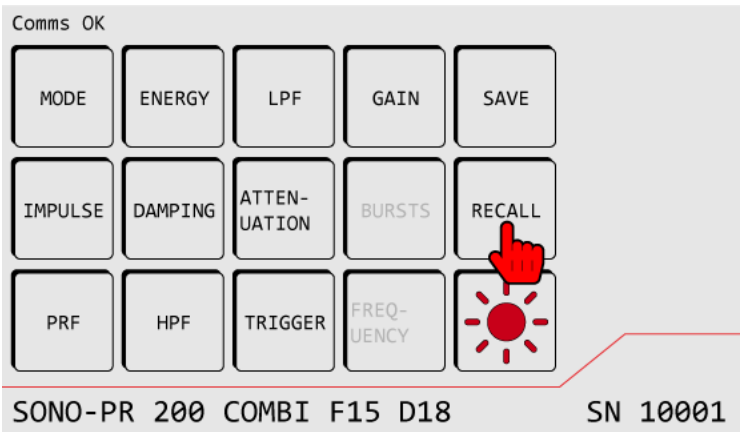 Comms OK
MODE ENERGY LPF GAIN SAVE
IMPULSE DAMPING ATTEN-
UATION BURSTS RECALL
PRF HPF TRIGGER FREQ-
UENCY
SONO-PR 200 COMBI F15 D18 SN 10001